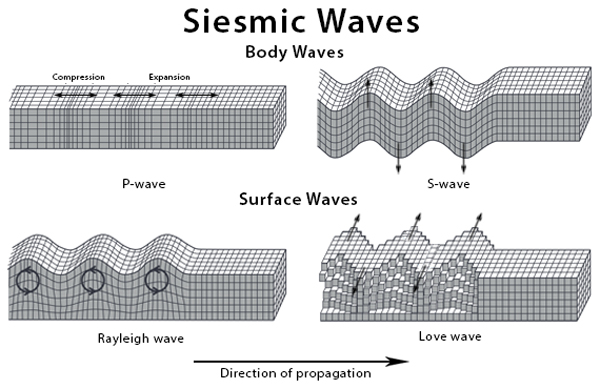 Siesmic Waves
Body Waves
Compression
Expansion
P-wave
S-wave
Surface Waves
Rayleigh wave
Love wave
Direction of propagation